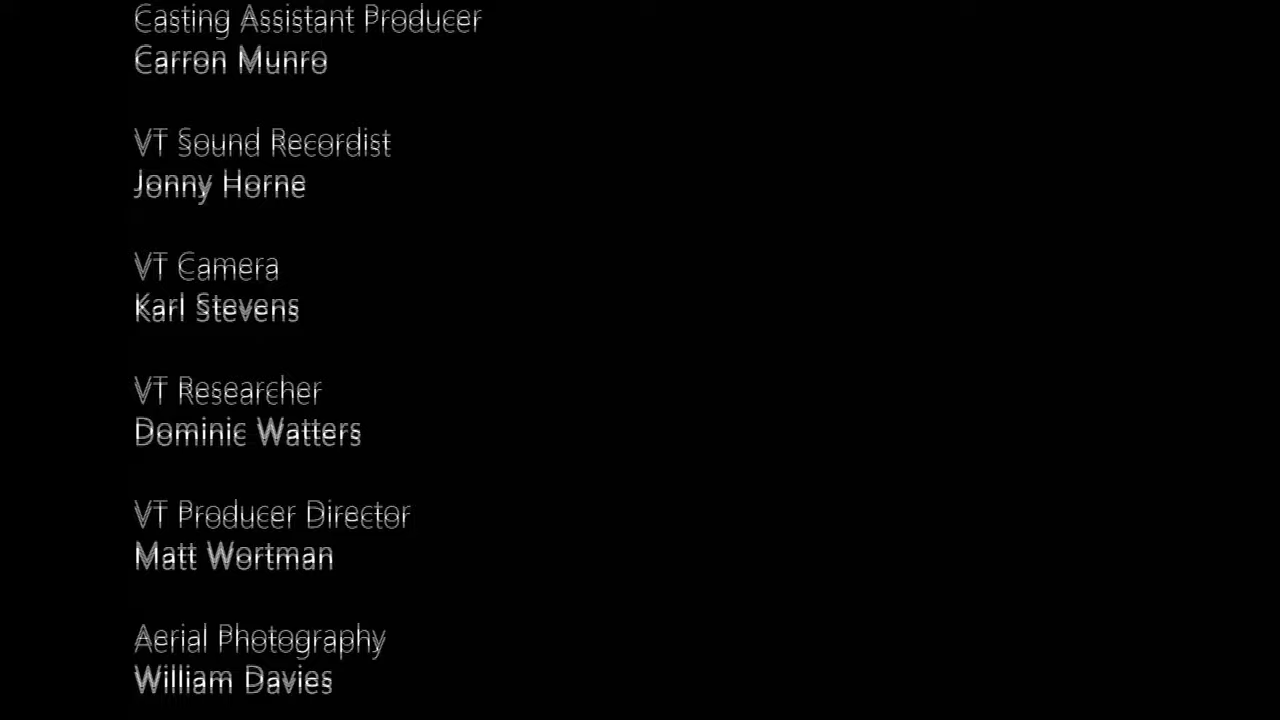 Casting Assistant Producer
Carron Munro
VT Sound Recordist
Jonny Horne
VT Camera
Karl Stevens
VT Researcher
Dominic Watters
VT Producer Director
Matt Wortman
Aerial Photography
William Davies